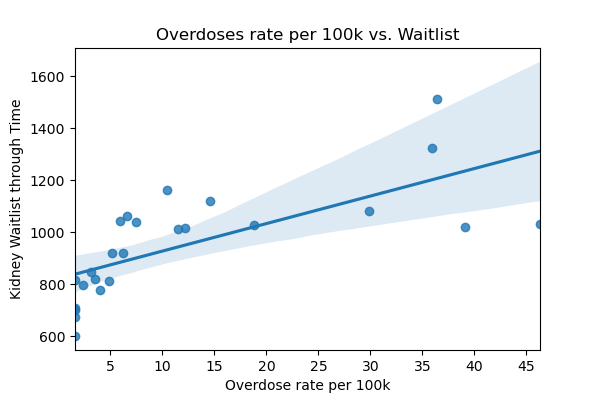 Overdoses rate per 100k vs. Waitlist
Kidney Waitlist through Time
1600
1400
1200
1000
800
600
5 10 15 20 25 30 35 40 45
Overdose rate per 100k